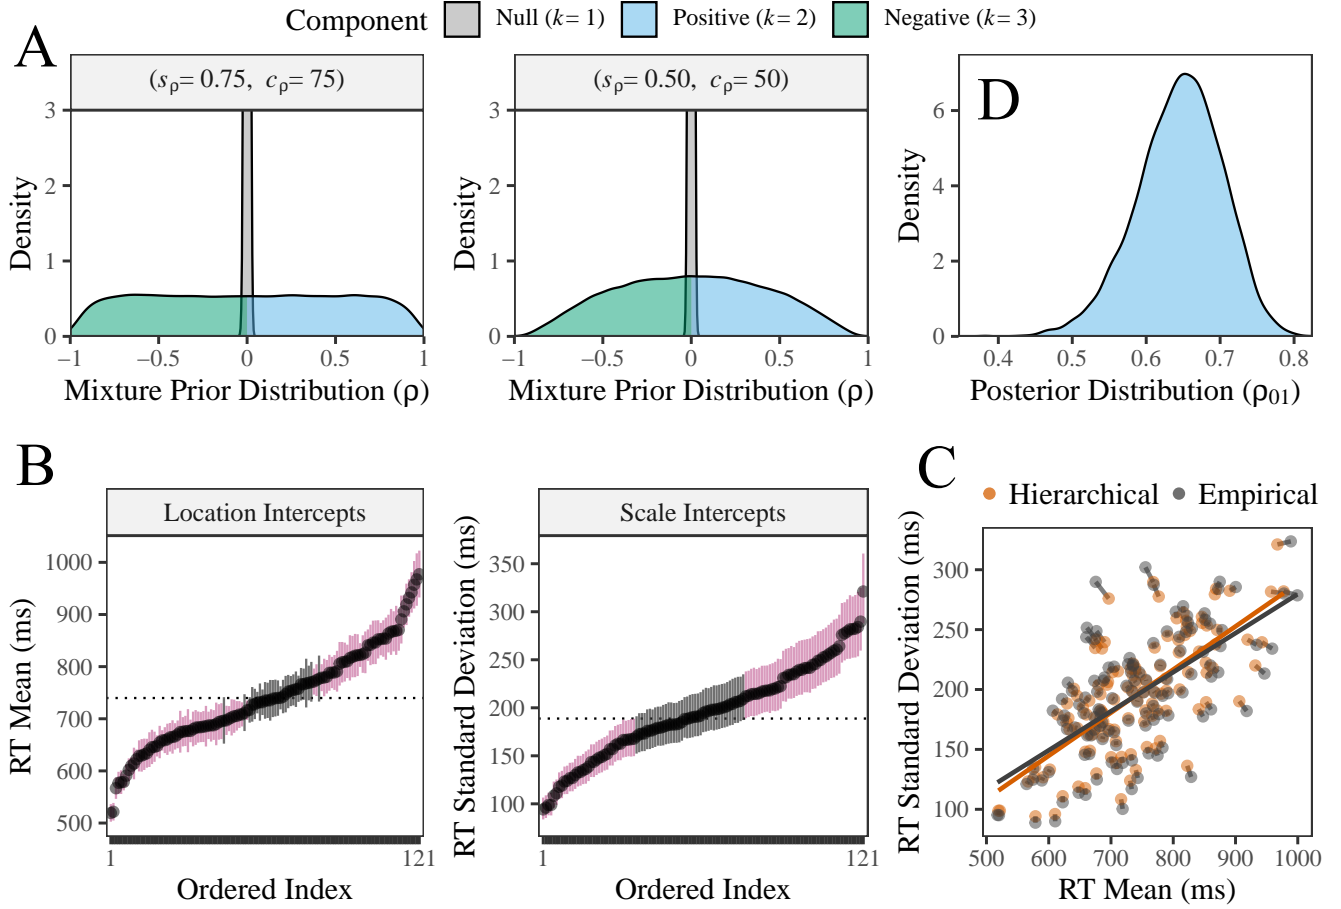 Component Null (k = 1) Positive (k = 2) Negative (k = 3)
A
(sρ = 0.75, cρ = 75)
3
2
1
0
Density
−1 −0.5 0 0.5 1
Mixture Prior Distribution (ρ)
(sρ = 0.50, cρ = 50)
3
2
1
0
Density
−1 −0.5 0 0.5 1
Mixture Prior Distribution (ρ)
D
6
4
2
0
Density
0.4 0.5 0.6 0.7 0.8
Posterior Distribution (ρ01)
B
Location Intercepts
1000
900
800
700
600
500
RT Mean (ms)
1 121
Ordered Index
Scale Intercepts
350
300
250
200
150
100
RT Standard Deviation (ms)
1 121
Ordered Index
C
Hierarchical Empirical
300
250
200
150
100
RT Standard Deviation (ms)
500 600 700 800 900 1000
RT Mean (ms)